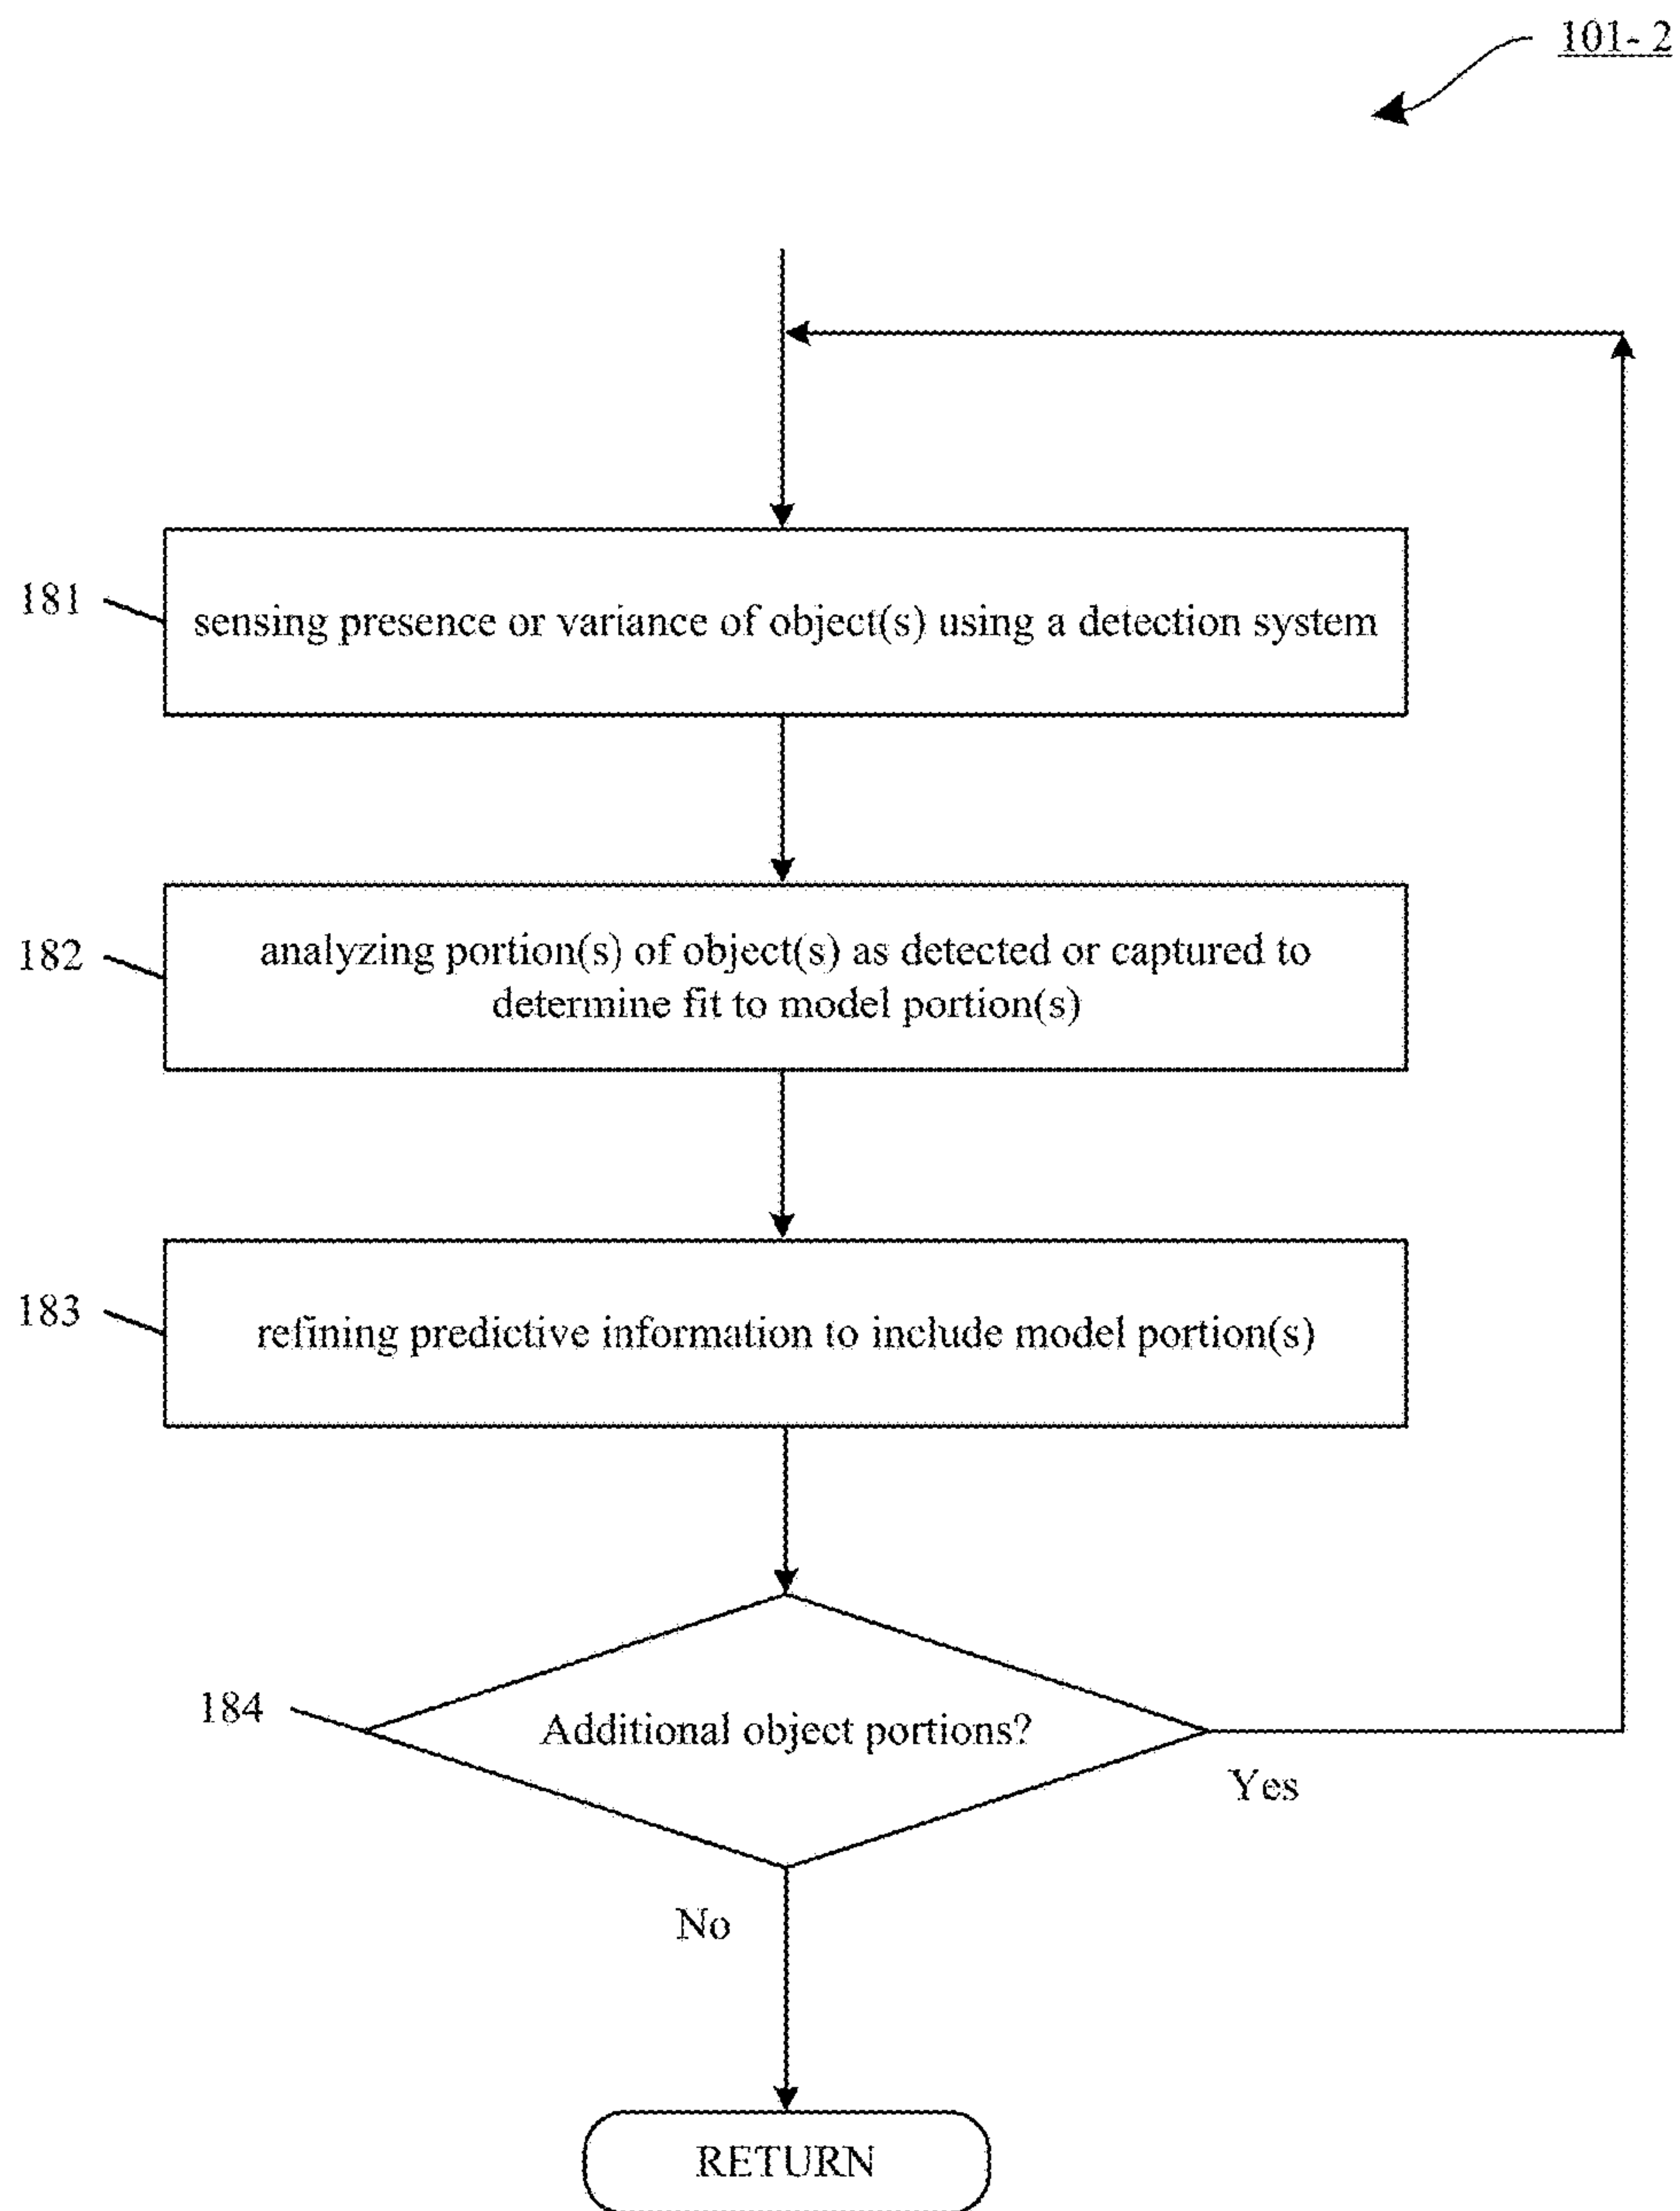 101-2
181
sensing presence or variance of object(s) using a detection system
182
analyzing portion(s) of object(s) as detected or captured to
determine fit to model portion(s)
183
refining predictive information to include model portion(s)
184
Additional object portions?
Yes
No
RETURN